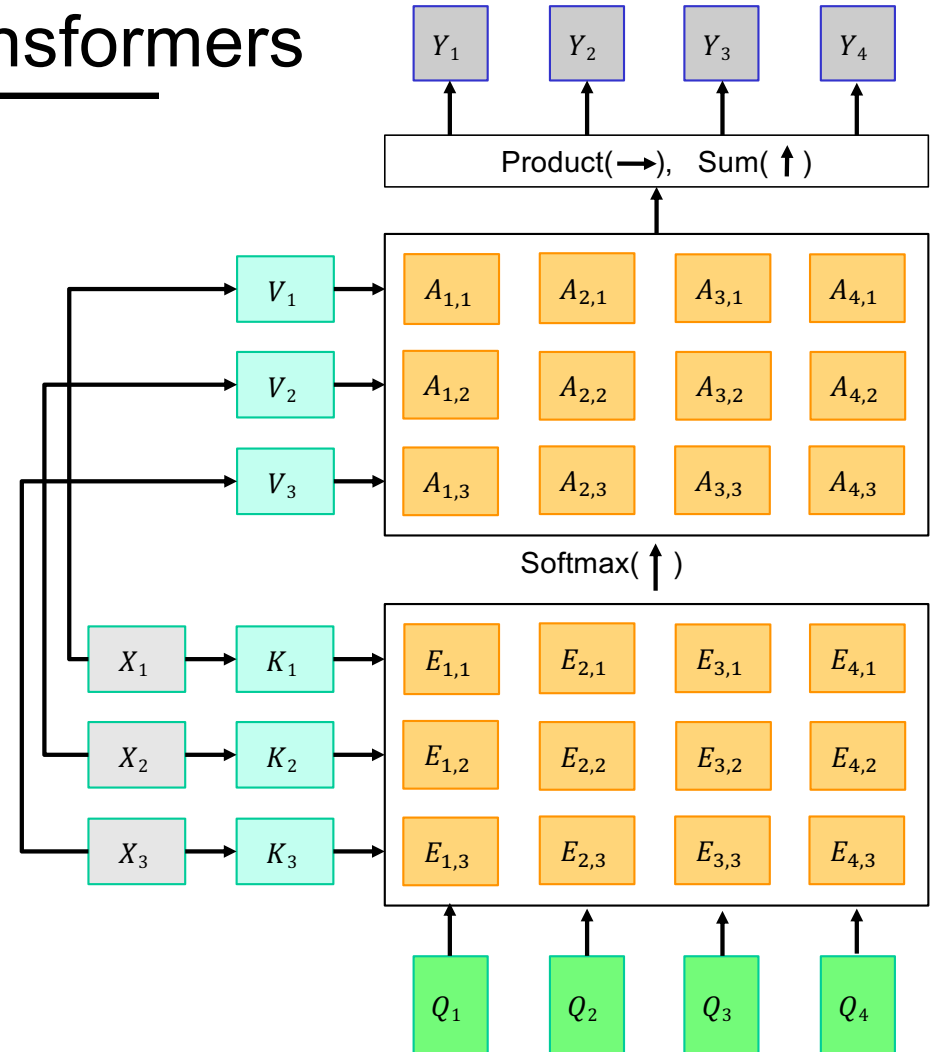 nsformers
Y₁ Y₂ Y₃ Y₄
Product(→), Sum(↑)
V₁ A₁,₁ A₂,₁ A₃,₁ A₄,₁
V₂ A₁,₂ A₂,₂ A₃,₂ A₄,₂
V₃ A₁,₃ A₂,₃ A₃,₃ A₄,₃
Softmax(↑)
X₁ K₁ E₁,₁ E₂,₁ E₃,₁ E₄,₁
X₂ K₂ E₁,₂ E₂,₂ E₃,₂ E₄,₂
X₃ K₃ E₁,₃ E₂,₃ E₃,₃ E₄,₃
Q₁ Q₂ Q₃ Q₄